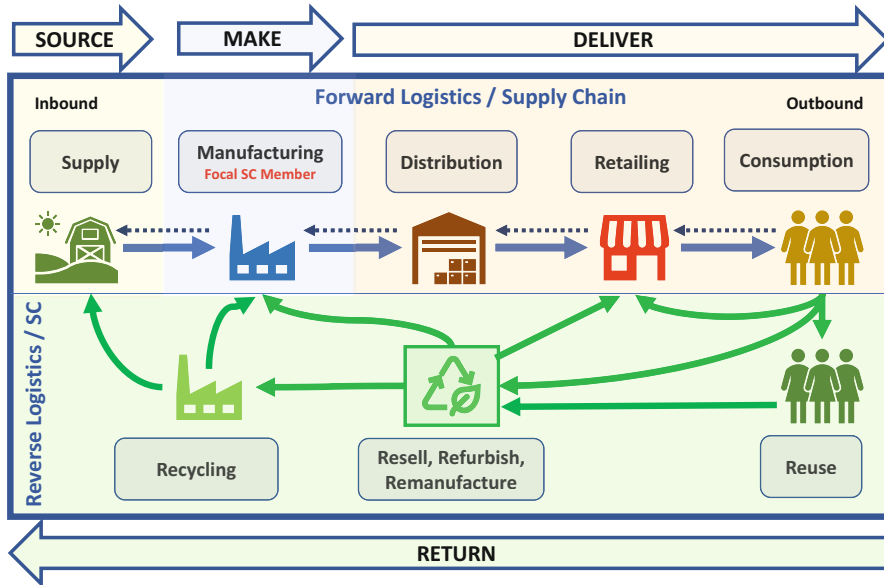 SOURCE
MAKE
DELIVER
Forward Logistics / Supply Chain
Inbound
Outbound
Supply
Manufacturing
Focal SC Member
Distribution
Retailing
Consumption
Reverse Logistics / SC
Recycling
Resell, Refurbish,
Remanufacture
Reuse
RETURN